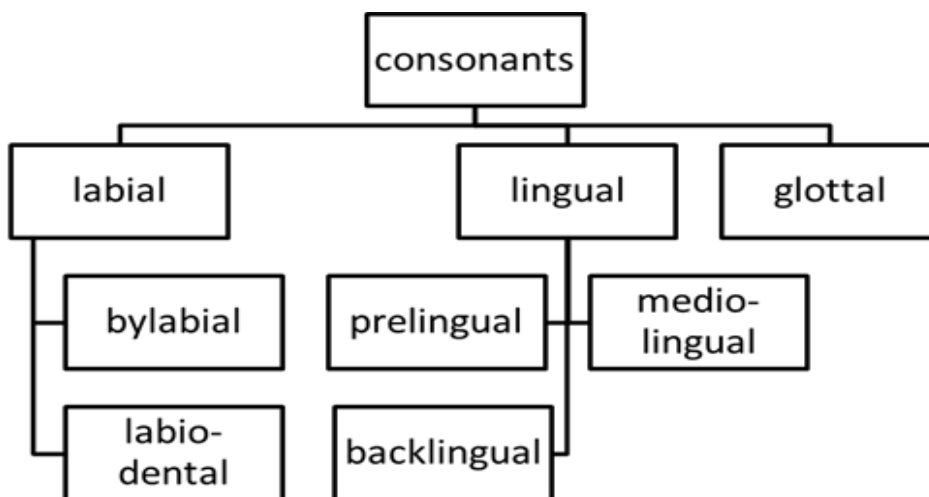 consonants
labial
lingual
glottal
bylabial
prelingual
medio-
lingual
labio-
dental
backlingual